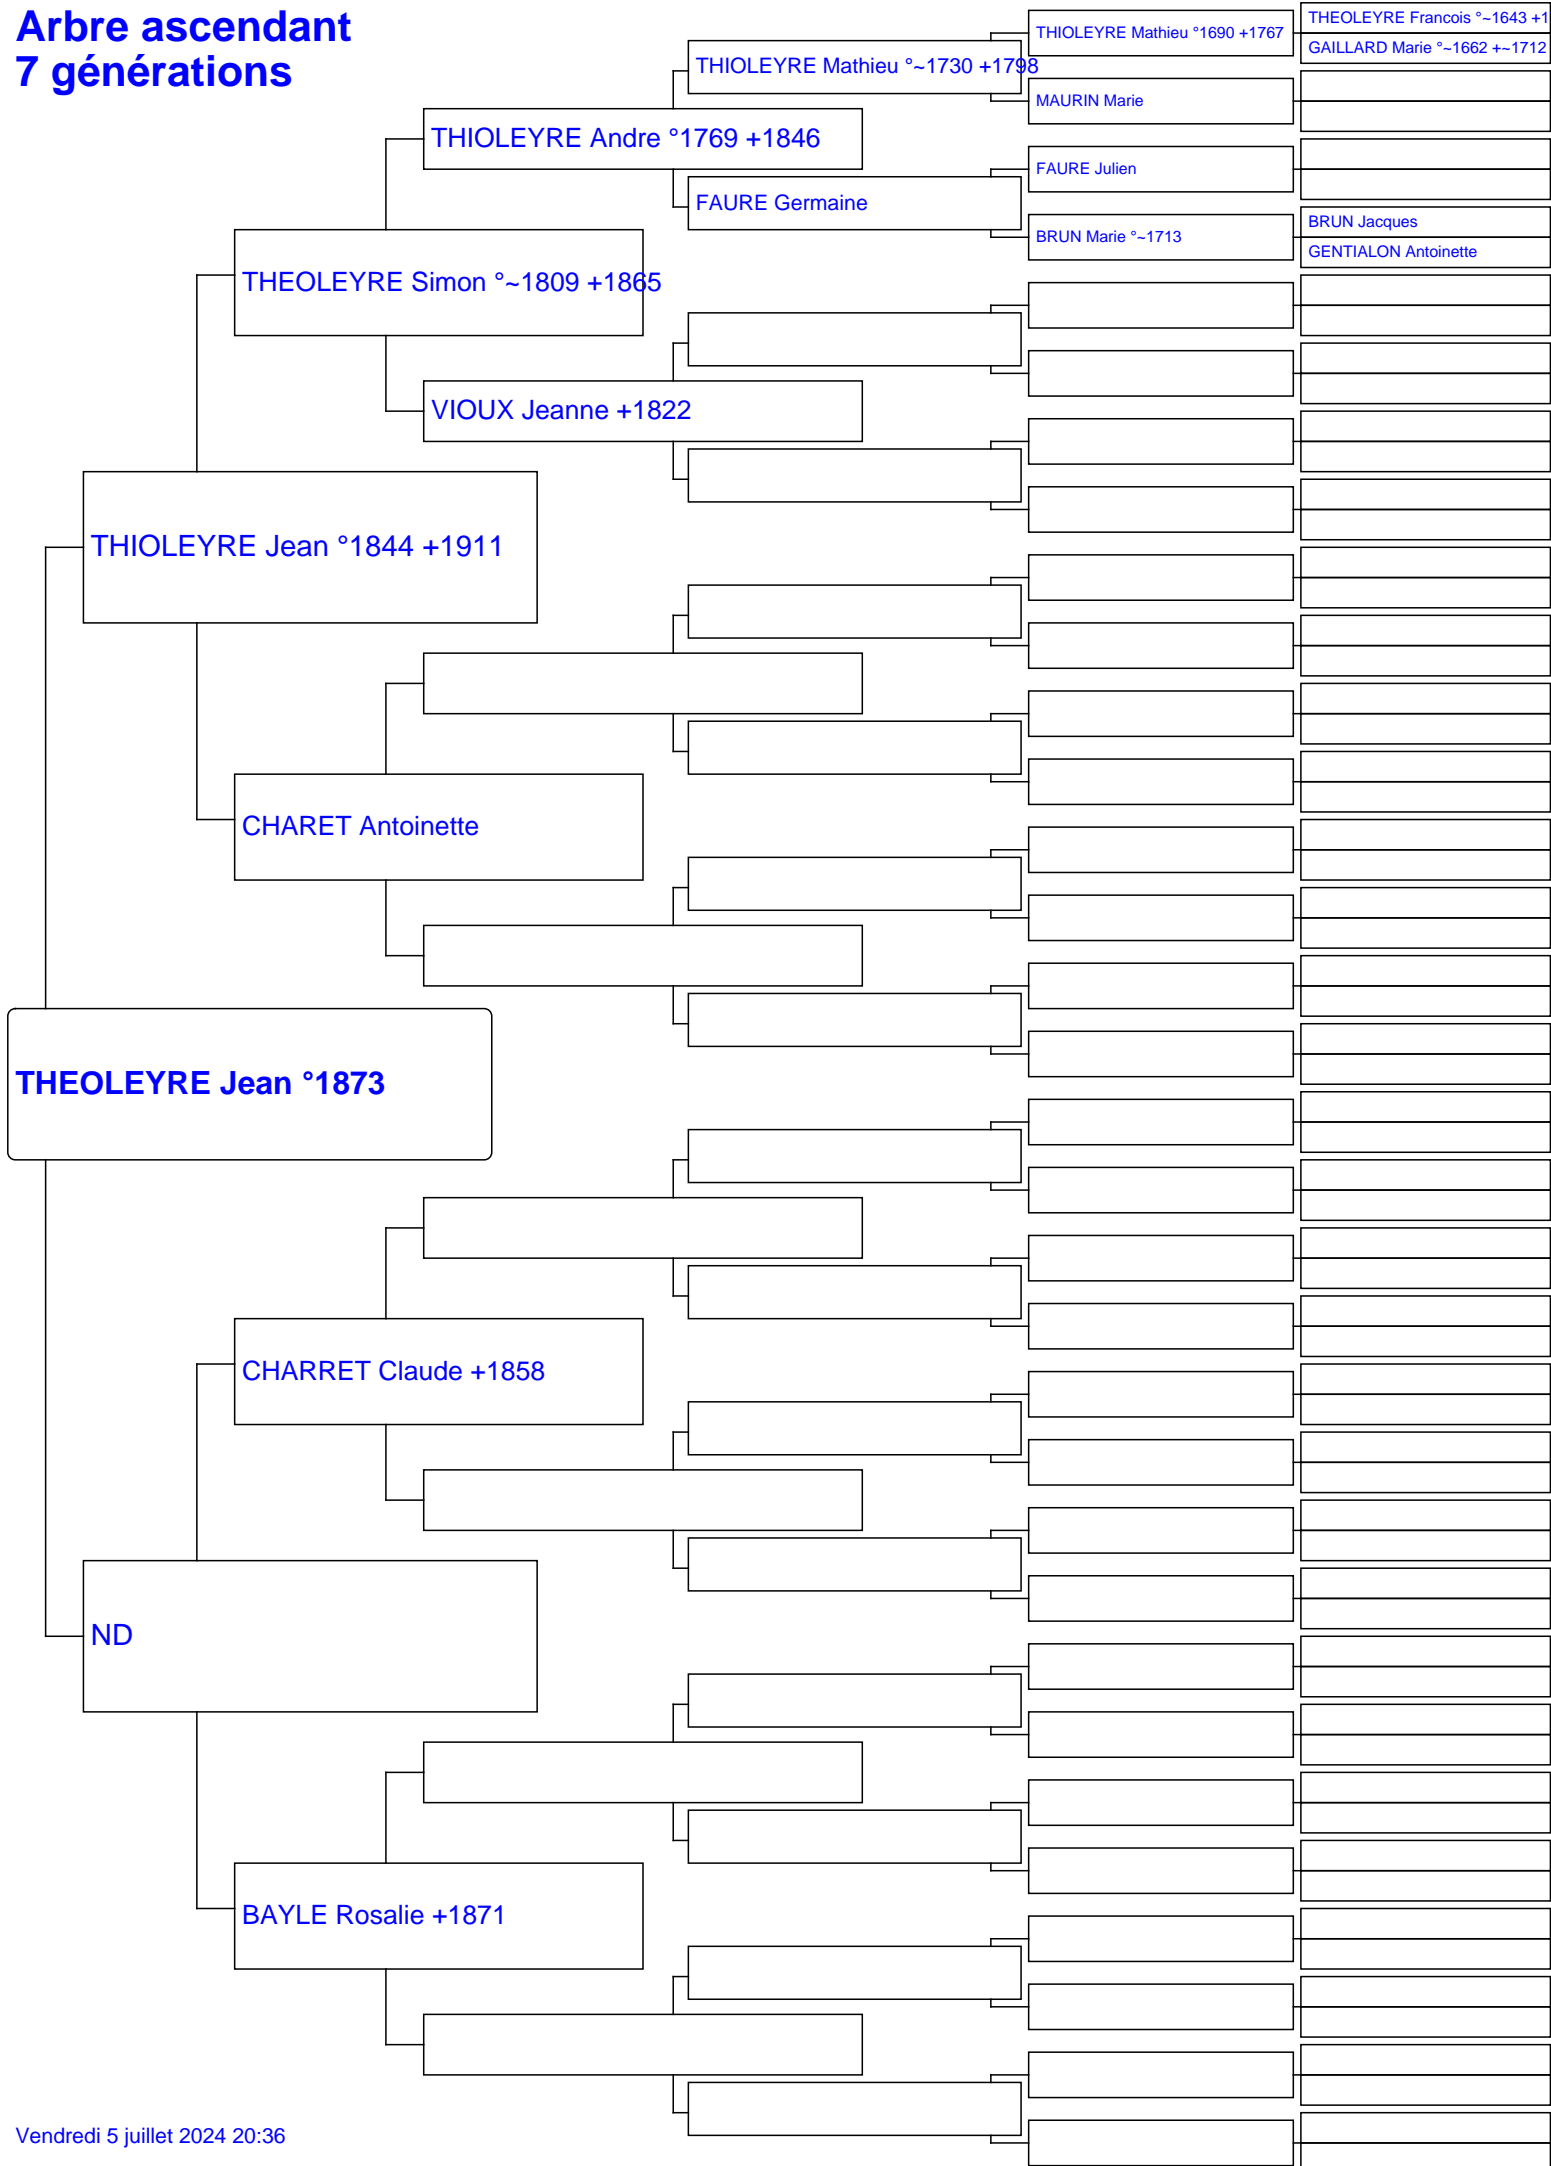 Arbre ascendant
7 générations
THIOLEYRE Mathieu °1690 +1767
THEOLEYRE Francois °~1643 +1
GAILLARD Marie °~1662 +~1712
THIOLEYRE Mathieu °~1730 +1798
MAURIN Marie
THIOLEYRE Andre °1769 +1846
FAURE Julien
FAURE Germaine
BRUN Marie °~1713
BRUN Jacques
GENTIALON Antoinette
THEOLEYRE Simon °~1809 +1865
VIOUX Jeanne +1822
THIOLEYRE Jean °1844 +1911
CHARET Antoinette
THEOLEYRE Jean °1873
CHARRET Claude +1858
ND
BAYLE Rosalie +1871
Vendredi 5 juillet 2024 20:36